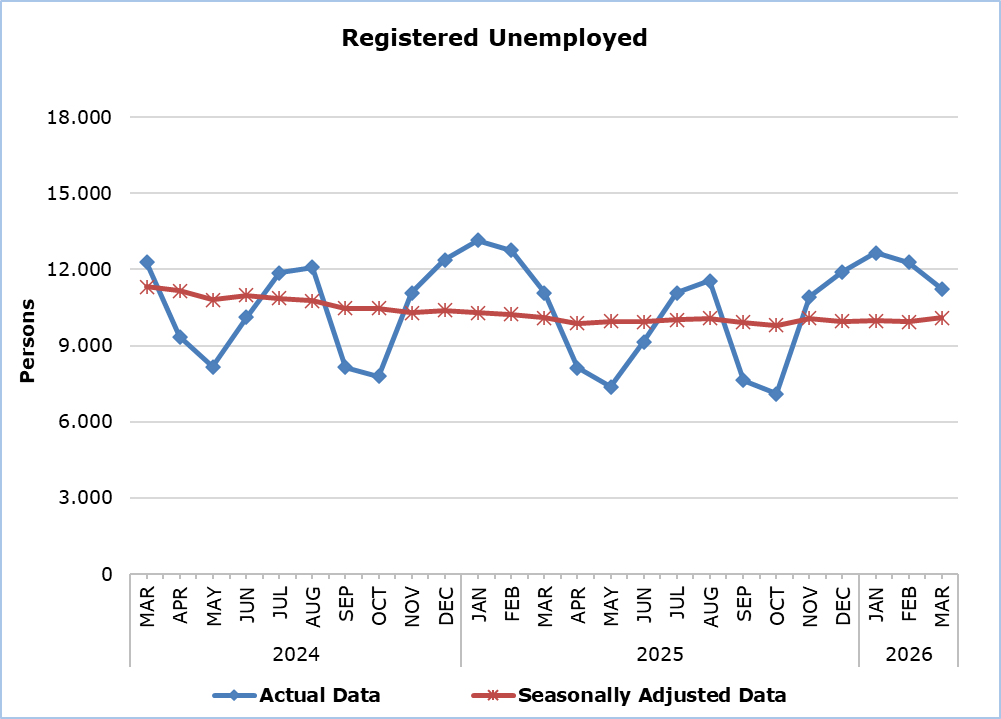 Registered Unemployed
18.000
15.000
12.000
9.000
6.000
3.000
0
Persons
MAR APR MAY JUN JUL AUG SEP OCT NOV DEC JAN FEB MAR APR MAY JUN JUL AUG SEP OCT NOV DEC JAN FEB MAR
2024 2025 2026
Actual Data Seasonally Adjusted Data